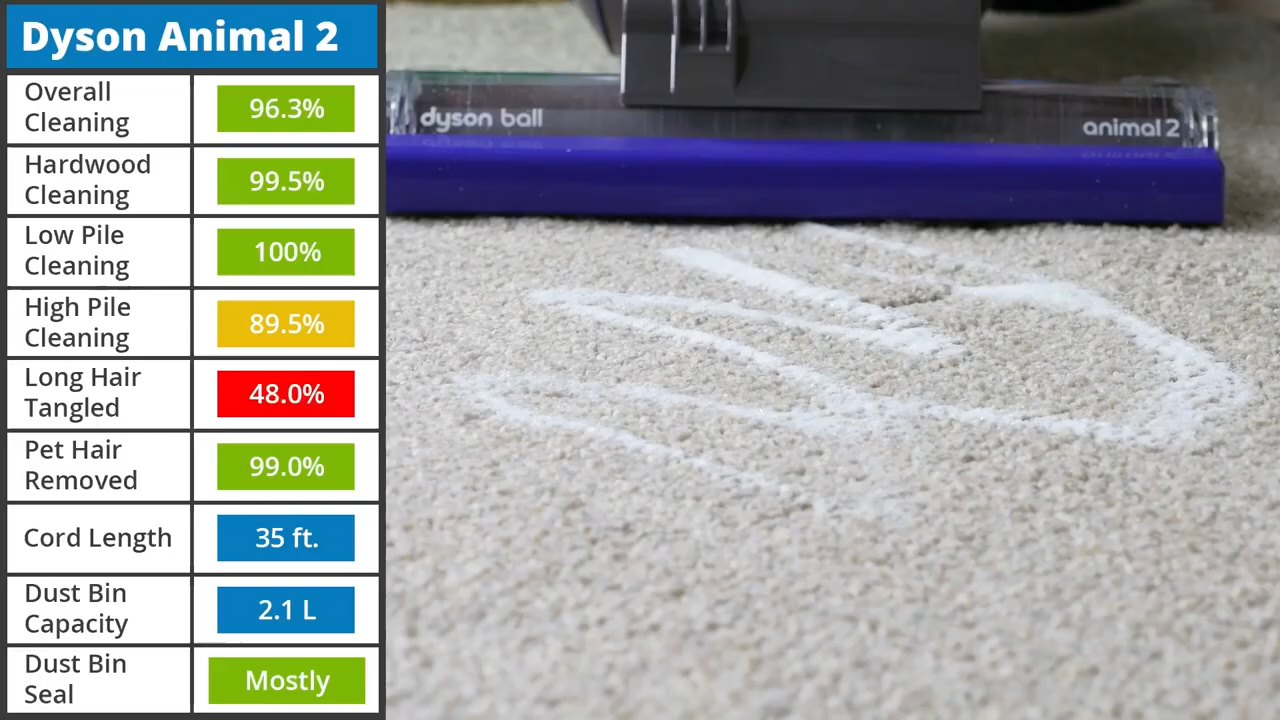 Dyson Animal 2
Overall
Cleaning
96.3%
Hardwood
Cleaning
99.5%
Low Pile
Cleaning
100%
High Pile
Cleaning
89.5%
Long Hair
Tangled
48.0%
Pet Hair
Removed
99.0%
Cord Length
35 ft.
Dust Bin
Capacity
2.1 L
Dust Bin
Seal
Mostly
dyson ball
animal 2